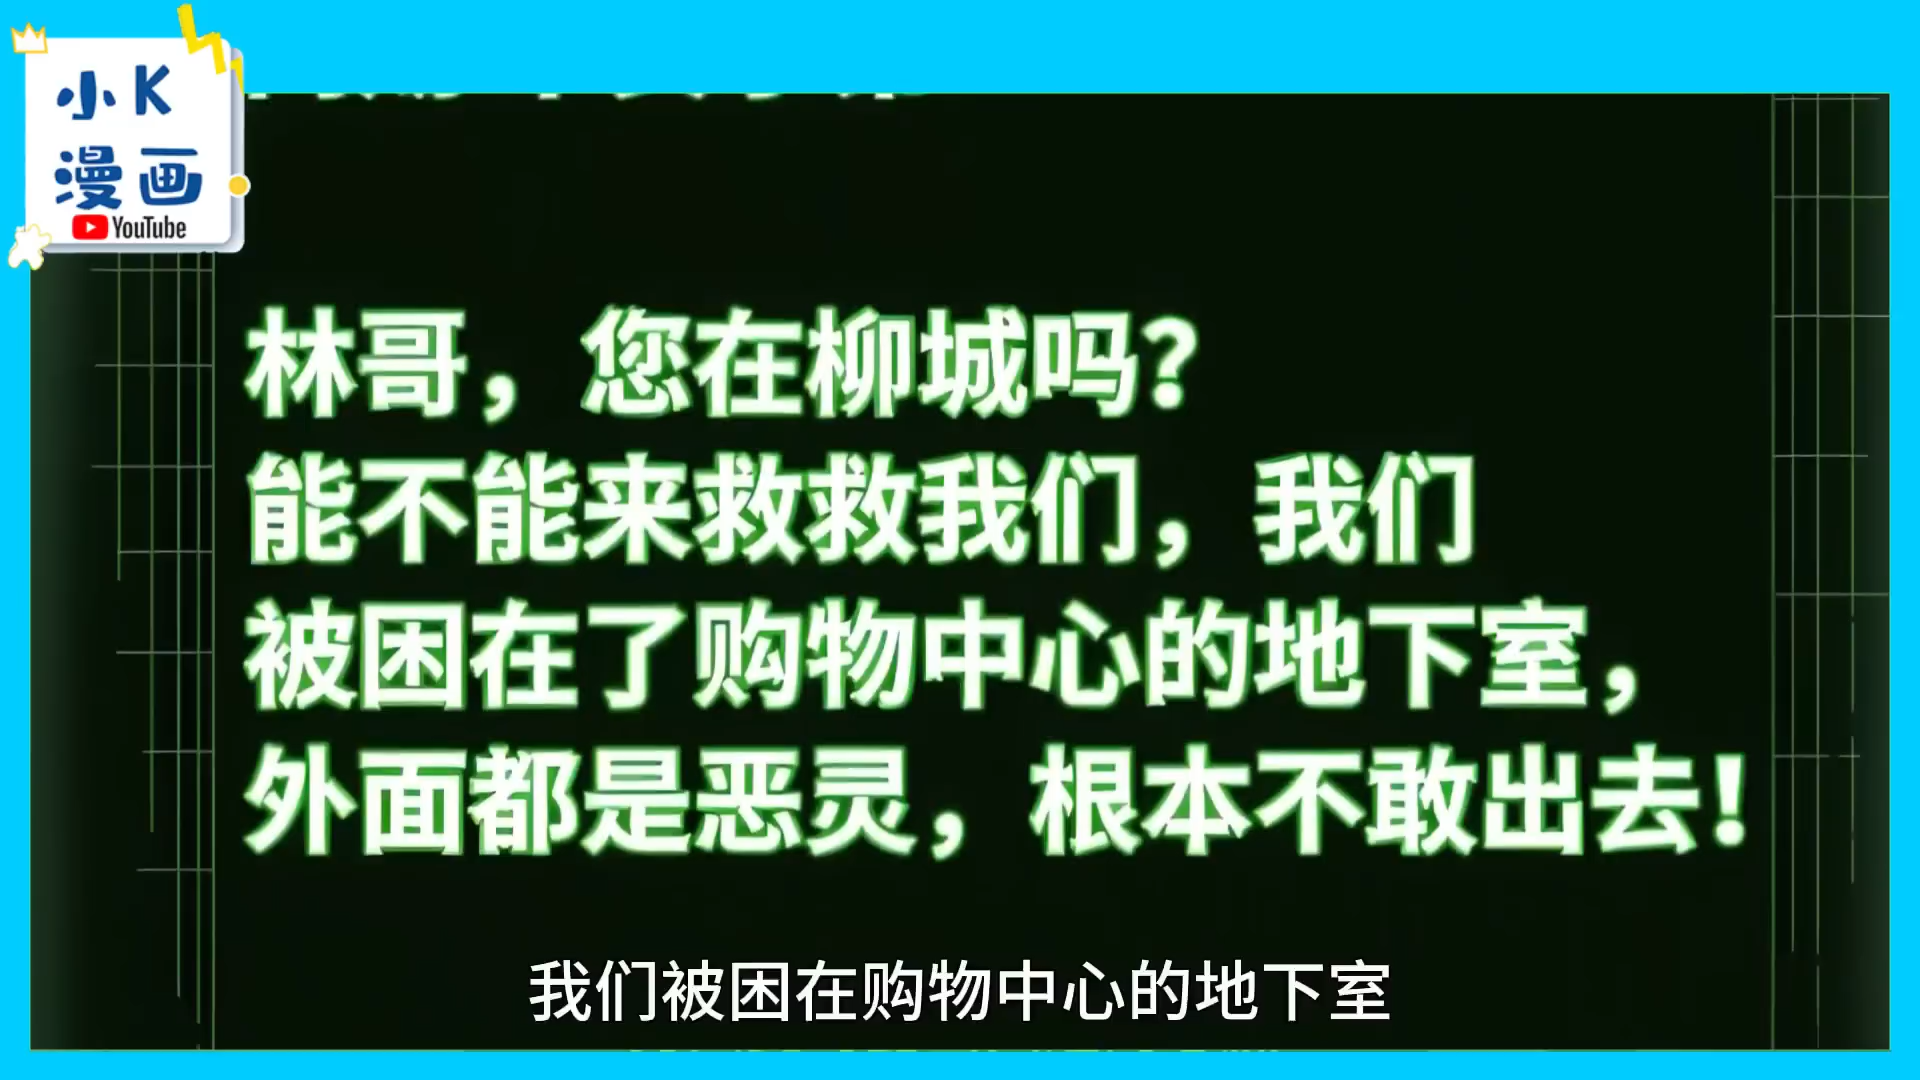 小K
漫画
YouTube
林哥，您在柳城吗？
能不能来救救我们，我们
被困在了购物中心的地下室，
外面都是恶灵，根本不敢出去！
我们被困在购物中心的地下室